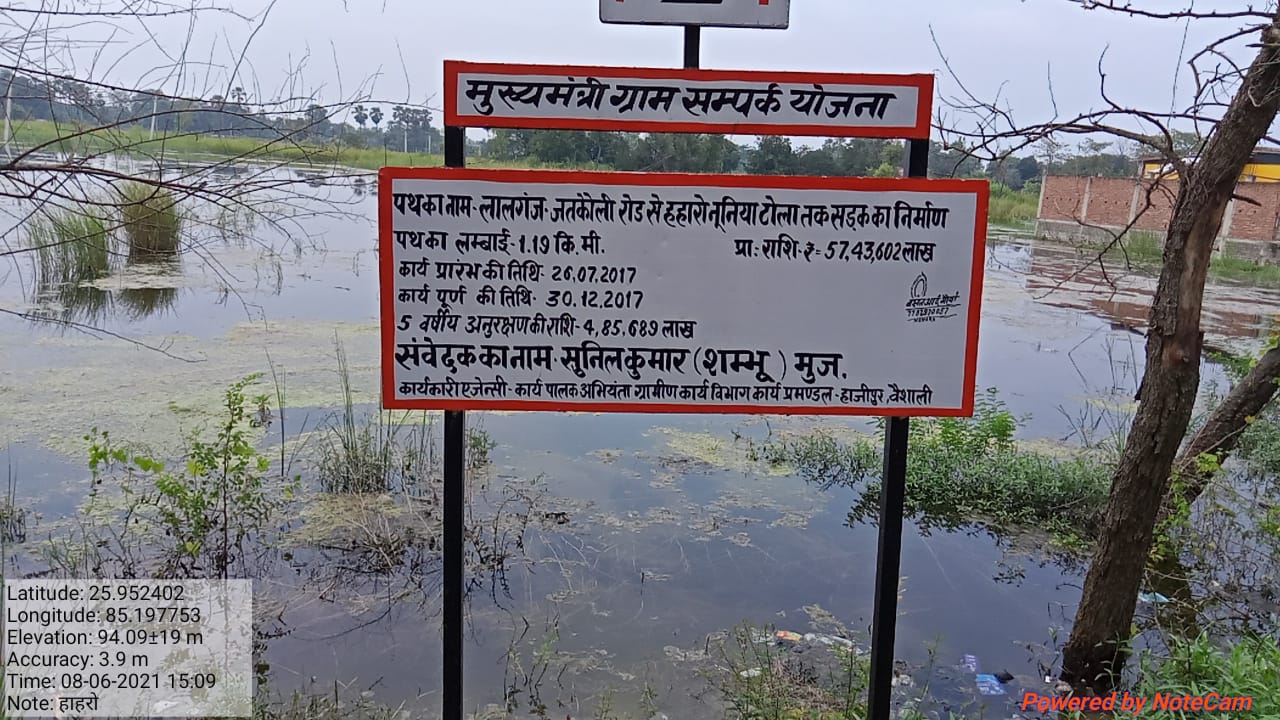 मुख्यमंत्री ग्राम सम्पर्क योजना
पथ का नाम- लालगंज- जतकौली रोड से हहारो नूनिया टोला तक सड़क का निर्माण
पथ का लम्बाई- 1.19 कि.मी. प्रा॰ राशि-रु= 57,43,602 लाख
कार्य प्रारंभ की तिथि- 26.07.2017
कार्य पूर्ण की तिथि- 30.12.2017
5 वर्षीय अनुरक्षण की राशि- 4,85,689 लाख
संवेदक का नाम- सुनिल कुमार (शम्भू) मुज.
कार्यकारी एजेन्सी- कार्य पालक अभियंता ग्रामीण कार्य विभाग कार्य प्रमण्डल- हाजीपुर, वैशाली
Latitude: 25.952402
Longitude: 85.197753
Elevation: 94.09±19 m
Accuracy: 3.9 m
Time: 08-06-2021 15:09
Note: हाहरो
Powered by NoteCam